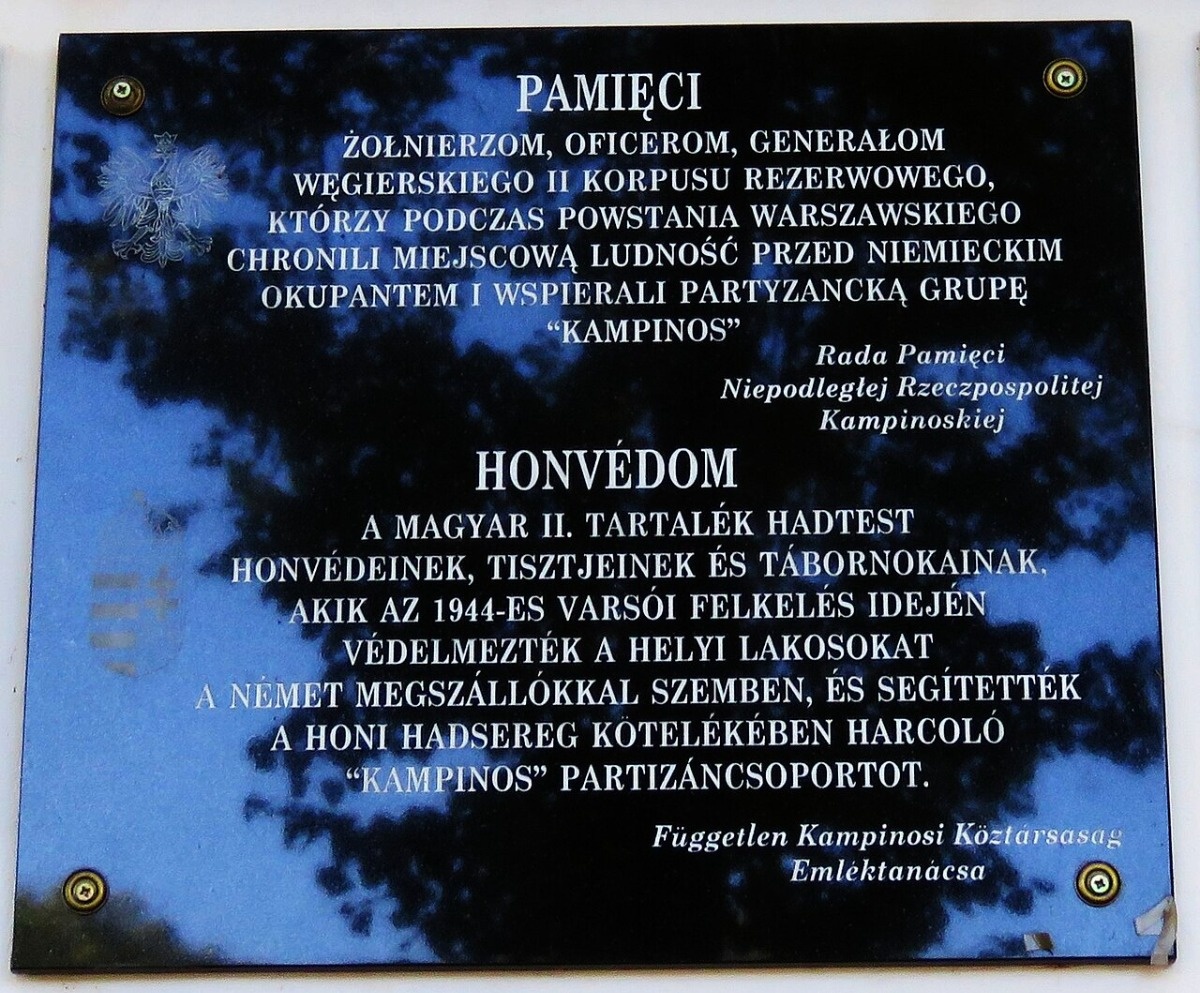 PAMIĘCI
ŻOŁNIERZOM, OFICEROM, GENERAŁOM
WĘGIERSKIEGO II KORPUSU REZERWOWEGO,
KTÓRZY PODCZAS POWSTANIA WARSZAWSKIEGO
CHRONILI MIEJSCOWĄ LUDNOŚĆ PRZED NIEMIECKIM
OKUPANTEM I WSPIERALI PARTYZANCKĄ GRUPĘ
“KAMPINOS”
Rada Pamięci
Niepodległej Rzeczpospolitej
Kampinoskiej
HONVÉDOM
A MAGYAR II. TARTALÉK HADTEST
HONVÉDEINEK, TISZTJEINEK ÉS TÁBORNOKAINAK,
AKIK AZ 1944-ES VARSÓI FELKELÉS IDEJÉN
VÉDELMEZTÉK A HELYI LAKOSOKAT
A NÉMET MEGSZÁLLÓKKAL SZEMBEN, ÉS SEGÍTETTÉK
A HONI HADSEREG KÖTELÉKÉBEN HARCOLÓ
“KAMPINOS” PARTIZÁNCSOPORTOT.
Független Kampinosi Köztársasag
Emléktanácsa